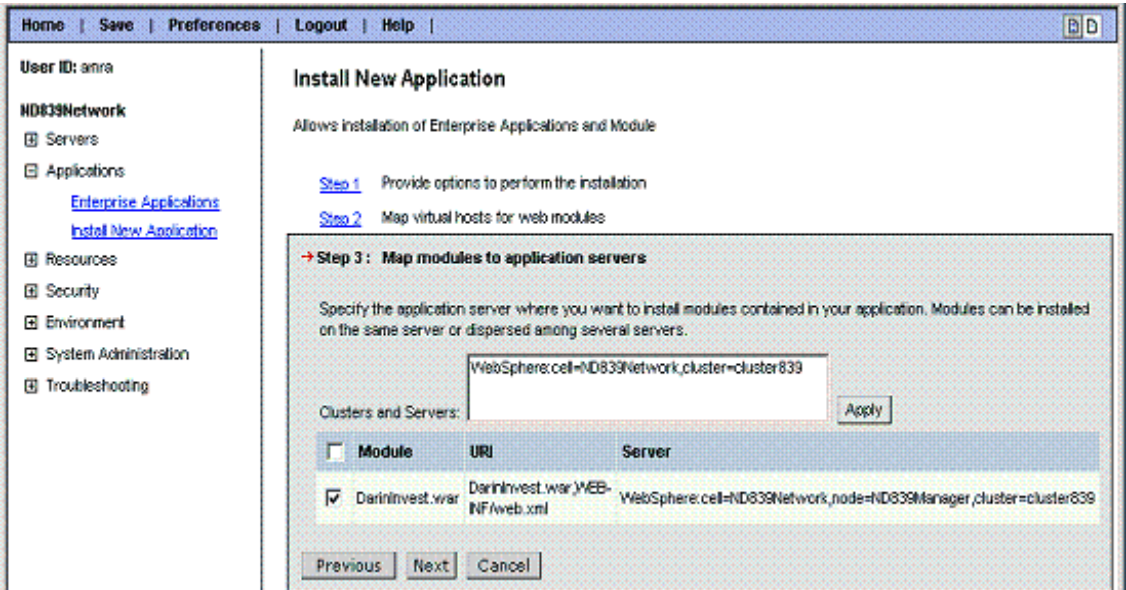 Home | Save | Preferences | Logout | Help |
User ID: amra
ND839Network
Servers
Applications
Enterprise Applications
Install New Application
Resources
Security
Environment
System Administration
Troubleshooting
Install New Application
Allows installation of Enterprise Applications and Module
Step 1 Provide options to perform the installation
Step 2 Map virtual hosts for web modules
Step 3 : Map modules to application servers
Specify the application server where you want to install modules contained in your application. Modules can be installed
on the same server or dispersed among several servers.
WebSphere:cell=ND839Network,cluster=cluster839
Clusters and Servers:
Apply
Module URI Server
DarinInvest.war DarinInvest.war,WEB-
INF/web.xml WebSphere:cell=ND839Network,node=ND839Manager,cluster=cluster839
Previous Next Cancel